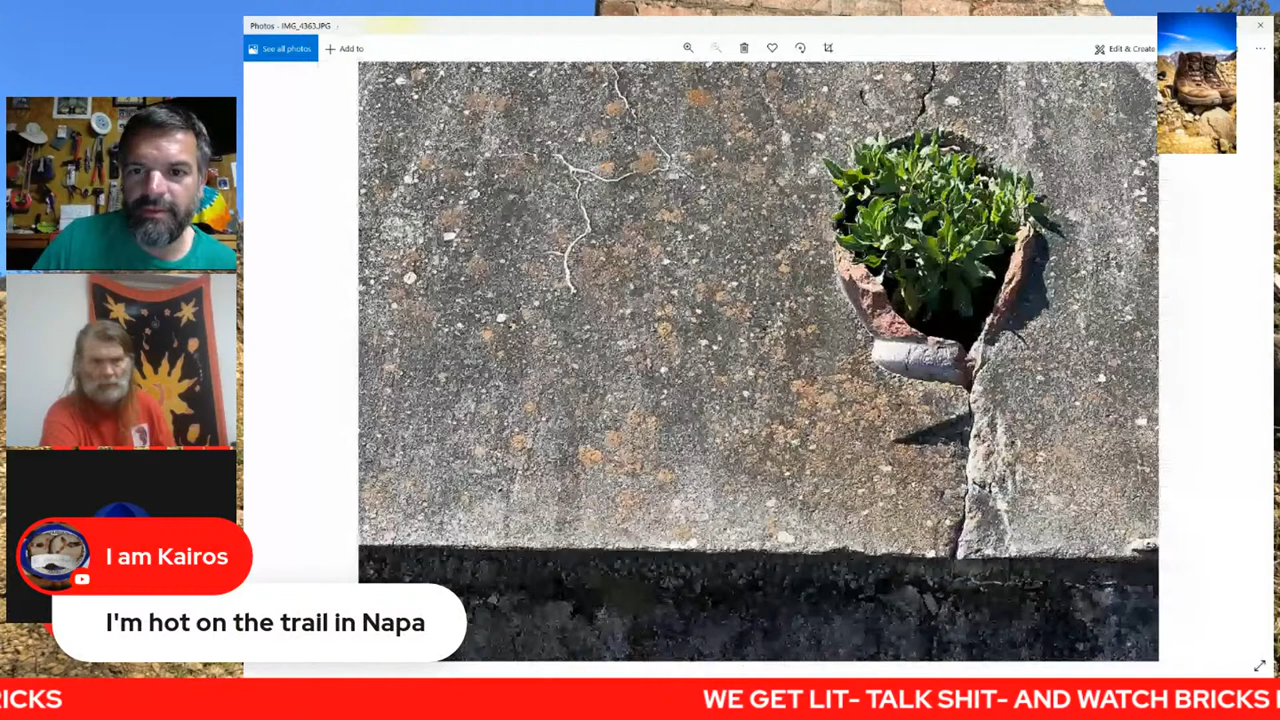 Photos - IMG_4363.JPG
See all photos
Add to
Edit & Create
I am Kairos
I'm hot on the trail in Napa
RICKS
WE GET LIT- TALK SHIT- AND WATCH BRICKS